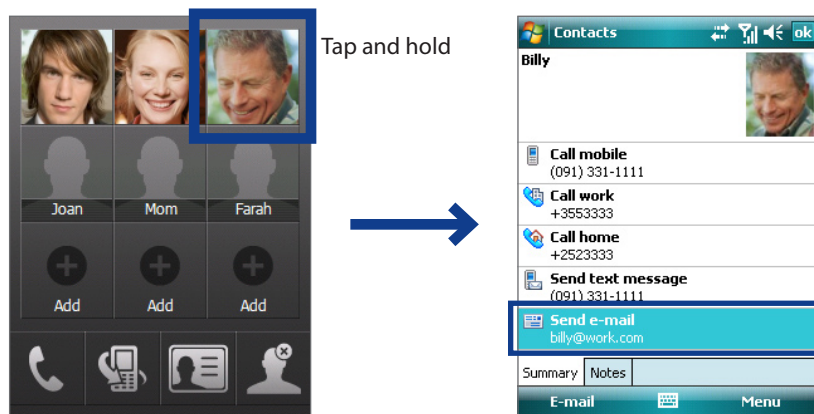 Tap and hold
Joan Mom Farah
Add Add Add
Contacts ok
Billy
Call mobile
(091) 331-1111
Call work
+3553333
Call home
+2523333
Send text message
(091) 331-1111
Send e-mail
billy@work.com
Summary Notes
E-mail Menu